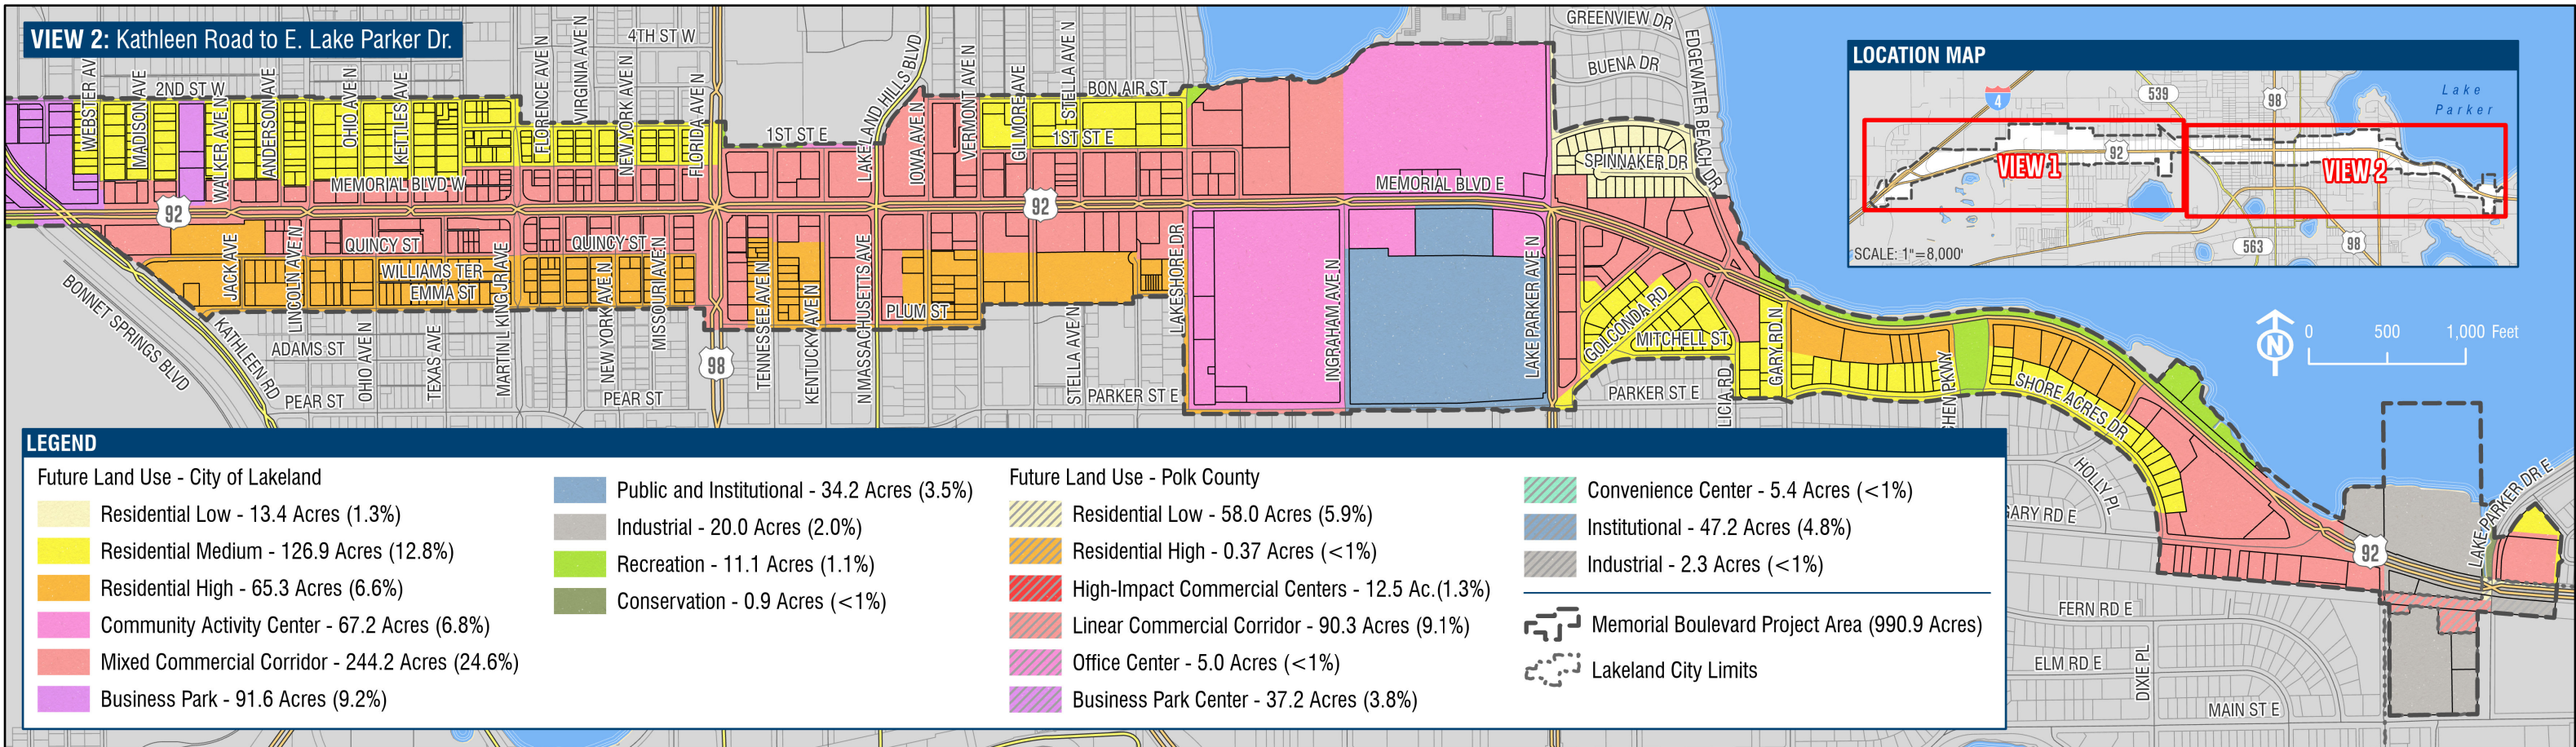 VIEW 2: Kathleen Road to E. Lake Parker Dr.
4TH ST W
GREENVIEW DR
BUENA DR
EDGEWATER BEACH DR
WEBSTER AV
MADISON AVE
2ND ST W
WALKER AVE N
ANDERSON AVE
OHIO AVE N
KETTLES AVE
FLORENCE AVE N
VIRGINIA AVE N
NEW YORK AVE N
FLORIDA AVE N
1ST ST E
LAKELAND HILLS BLVD
IOWA AVE N
VERMONT AVE N
GILMORE AVE
STELLA AVE N
BON AIR ST
1ST ST E
SPINNAKER DR
MEMORIAL BLVD W
MEMORIAL BLVD E
92
92
JACK AVE
LINCOLN AVE N
QUINCY ST
WILLIAMS TER
EMMA ST
MARTIN L KING JR AVE
QUINCY ST
NEW YORK AVE N
MISSOURI AVE N
TENNESSEE AVE N
KENTUCKY AVE N
N MASSACHUSETTS AVE
PLUM ST
STELLA AVE N
LAKESHORE DR
INGRAHAM AVE N
LAKE PARKER AVE N
BONNET SPRINGS BLVD
KATHLEEN RD
ADAMS ST
OHIO AVE N
TEXAS AVE
PEAR ST
PEAR ST
98
PARKER ST E
GOLCONDA RD
MITCHELL ST
PARKER ST E
LICIA RD
GARY RD N
HEN PKWY
SHORE ACRES DR
HOLLY PL
GARY RD E
92
LAKE PARKER DR E
FERN RD E
ELM RD E
DIXIE PL
MAIN ST E
LOCATION MAP
4
539
98
Lake
Parker
92
VIEW 1
VIEW 2
563
98
SCALE: 1"=8,000'
N
0 500 1,000 Feet
LEGEND
Future Land Use - City of Lakeland
Residential Low - 13.4 Acres (1.3%)
Residential Medium - 126.9 Acres (12.8%)
Residential High - 65.3 Acres (6.6%)
Community Activity Center - 67.2 Acres (6.8%)
Mixed Commercial Corridor - 244.2 Acres (24.6%)
Business Park - 91.6 Acres (9.2%)
Public and Institutional - 34.2 Acres (3.5%)
Industrial - 20.0 Acres (2.0%)
Recreation - 11.1 Acres (1.1%)
Conservation - 0.9 Acres (<1%)
Future Land Use - Polk County
Residential Low - 58.0 Acres (5.9%)
Residential High - 0.37 Acres (<1%)
High-Impact Commercial Centers - 12.5 Ac.(1.3%)
Linear Commercial Corridor - 90.3 Acres (9.1%)
Office Center - 5.0 Acres (<1%)
Business Park Center - 37.2 Acres (3.8%)
Convenience Center - 5.4 Acres (<1%)
Institutional - 47.2 Acres (4.8%)
Industrial - 2.3 Acres (<1%)
Memorial Boulevard Project Area (990.9 Acres)
Lakeland City Limits